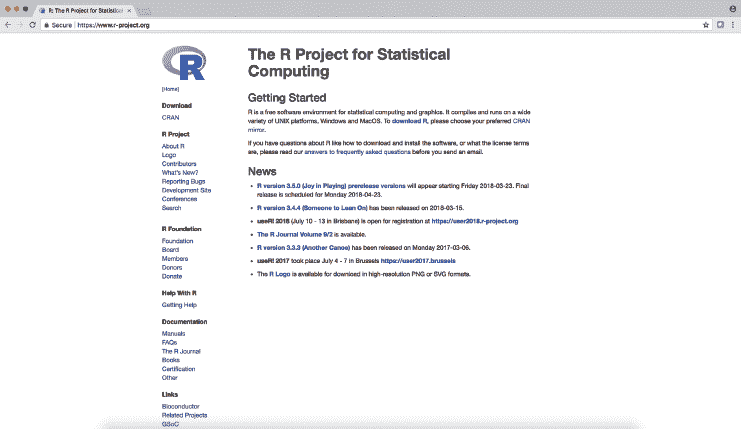 R: The R Project for Statistical
Secure https://www.r-project.org
R
[Home]
Download
CRAN
R Project
About R
Logo
Contributors
What's New?
Reporting Bugs
Development Site
Conferences
Search
R Foundation
Foundation
Board
Members
Donors
Donate
Help With R
Getting Help
Documentation
Manuals
FAQs
The R Journal
Books
Certification
Other
Links
Bioconductor
Related Projects
GSoC
The R Project for Statistical
Computing
Getting Started
R is a free software environment for statistical computing and graphics. It compiles and runs on a wide
variety of UNIX platforms, Windows and MacOS. To download R, please choose your preferred CRAN
mirror.
If you have questions about R like how to download and install the software, or what the license terms
are, please read our answers to frequently asked questions before you send an email.
News
• R version 3.5.0 (Joy in Playing) prerelease versions will appear starting Friday 2018-03-23. Final
release is scheduled for Monday 2018-04-23.
• R version 3.4.4 (Someone to Lean On) has been released on 2018-03-15.
• useR! 2018 (July 10 - 13 in Brisbane) is open for registration at https://user2018.r-project.org
• The R Journal Volume 9/2 is available.
• R version 3.3.3 (Another Canoe) has been released on Monday 2017-03-06.
• useR! 2017 took place July 4 - 7 in Brussels https://user2017.brussels
• The R Logo is available for download in high-resolution PNG or SVG formats.